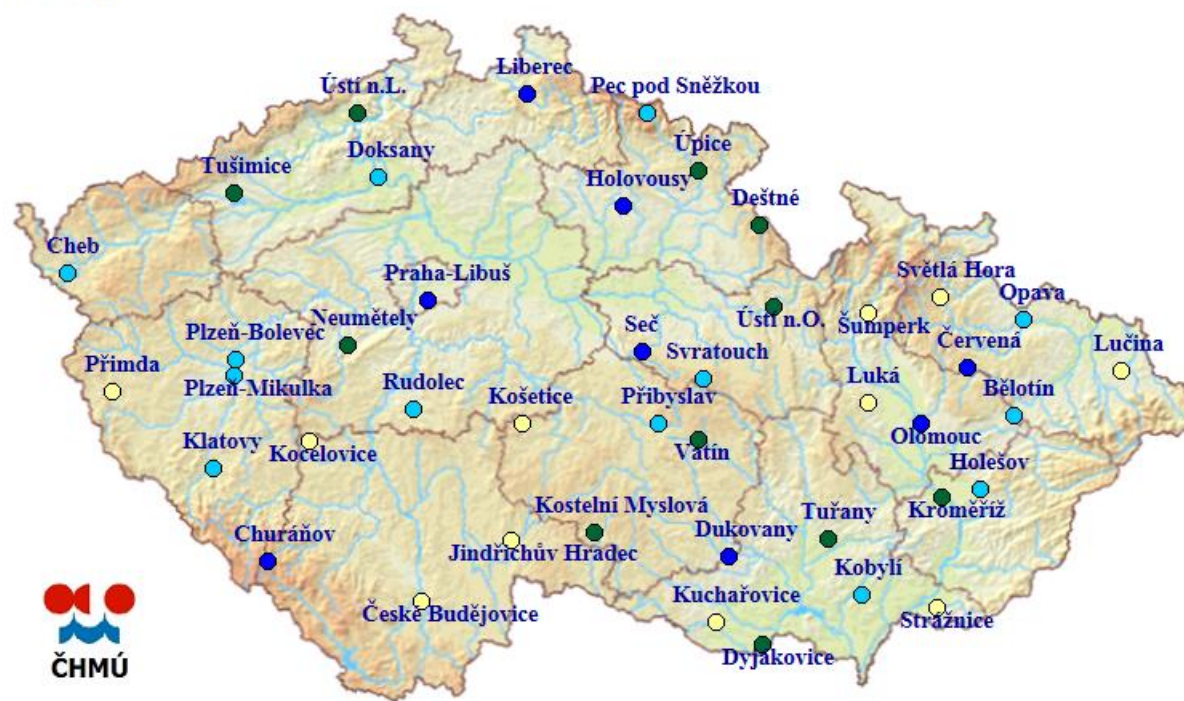 Liberec
Ústí n.L.
Pec pod Sněžkou
Úpice
Doksany
Tušimice
Holovousy
Deštné
Cheb
Praha-Libuš
Světlá Hora
Opava
Neumětely
Ústí n.O.
Šumperk
Plzeň-Bolevec
Seč
Červená
Svratouch
Lučina
Přimda
Plzeň-Mikulka
Rudolec
Košetice
Přibyslav
Luká
Bělotín
Klatovy
Kocelovice
Vatín
Olomouc
Holešov
Kostelní Myslová
Tuřany
Kroměříž
Churáňov
Jindřichův Hradec
Dukovany
Kobylí
České Budějovice
Kuchařovice
Strážnice
Dyjákovice
ČHMÚ